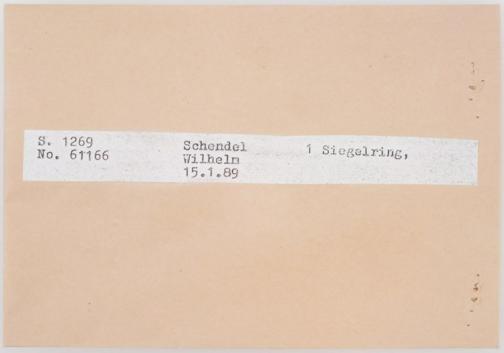 S. 1269
No. 61166
Schendel
Wilhelm
15.1.89
1 Siegelring,